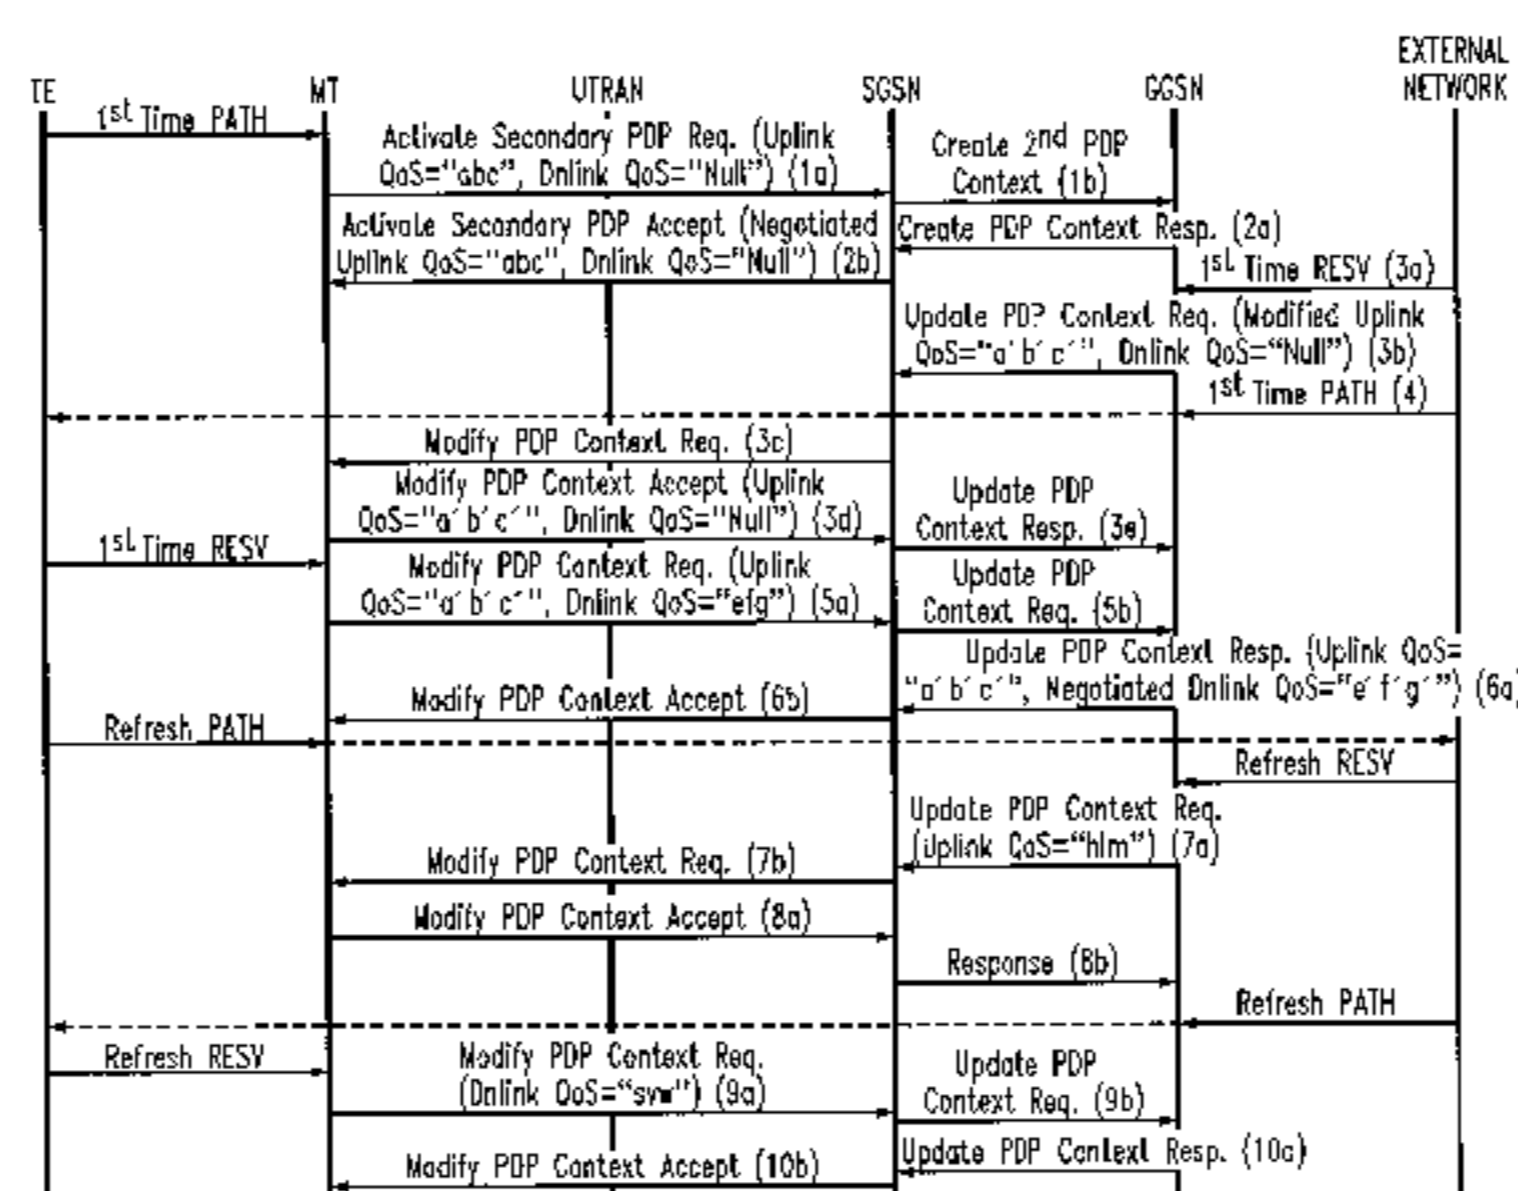 EXTERNAL
TE MT UTRAN SGSN GGSN NETWORK
1st Time PATH
Activate Secondary PDP Req. (Uplink
QoS="abc", Dnlink QoS="Null") (1a)
Create 2nd PDP
Context (1b)
Activate Secondary PDP Accept (Negotiated
Uplink QoS="abc", Dnlink QoS="Null") (2b)
Create PDP Context Resp. (2a)
1st Time RESV (3a)
Update PDP Context Req. (Modified Uplink
QoS="a'b'c'", Dnlink QoS="Null") (3b)
1st Time PATH (4)
Modify PDP Context Req. (3c)
Modify PDP Context Accept (Uplink
QoS="a'b'c'", Dnlink QoS="Null") (3d)
Update PDP
Context Resp. (3e)
1st Time RESV
Modify PDP Context Req. (Uplink
QoS="a'b'c'", Dnlink QoS="efg") (5a)
Update PDP
Context Req. (5b)
Update PDP Context Resp. (Uplink QoS=
"a'b'c'", Negotiated Dnlink QoS="e'f'g'") (6a)
Modify PDP Context Accept (6b)
Refresh PATH
Refresh RESV
Update PDP Context Req.
(Uplink QoS="hlm") (7a)
Modify PDP Context Req. (7b)
Modify PDP Context Accept (8a)
Response (8b)
Refresh PATH
Refresh RESV
Modify PDP Context Req.
(Dnlink QoS="svw") (9a)
Update PDP
Context Req. (9b)
Update PDP Context Resp. (10a)
Modify PDP Context Accept (10b)